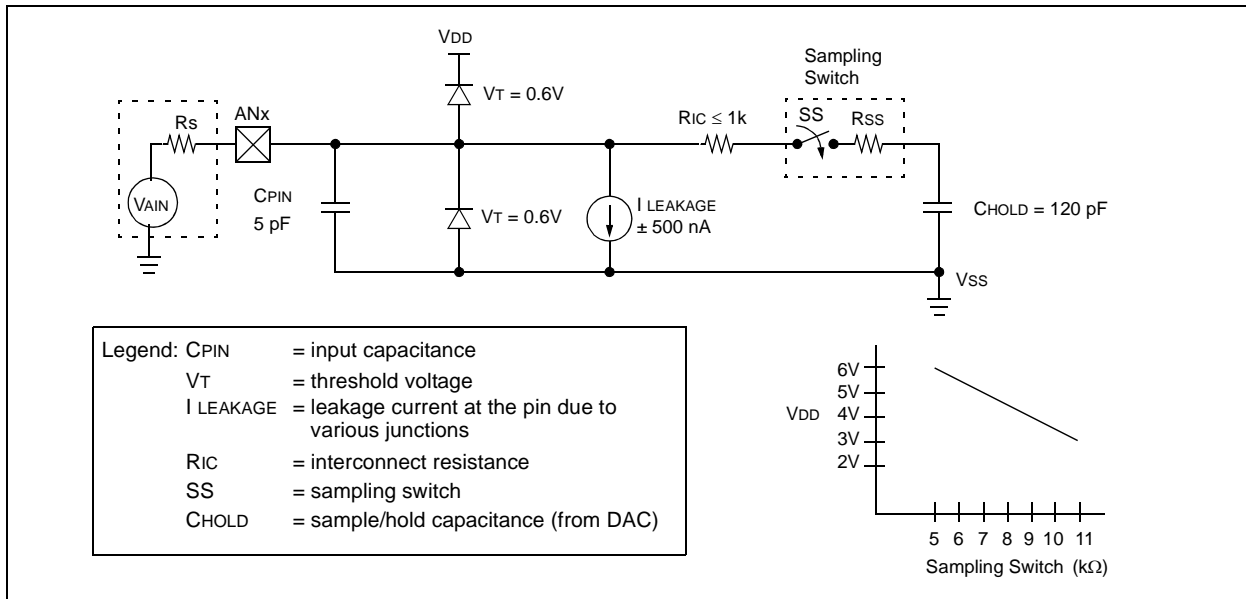 VDD
Sampling
Switch
VT = 0.6V
ANx
RIC ≤ 1k
SS
RSS
Rs
VAIN
CPIN
5 pF
VT = 0.6V
I LEAKAGE
± 500 nA
CHOLD = 120 pF
VSS
Legend: CPIN = input capacitance
VT = threshold voltage
I LEAKAGE = leakage current at the pin due to
various junctions
RIC = interconnect resistance
SS = sampling switch
CHOLD = sample/hold capacitance (from DAC)
6V
5V
VDD 4V
3V
2V
5 6 7 8 9 10 11
Sampling Switch (kΩ)